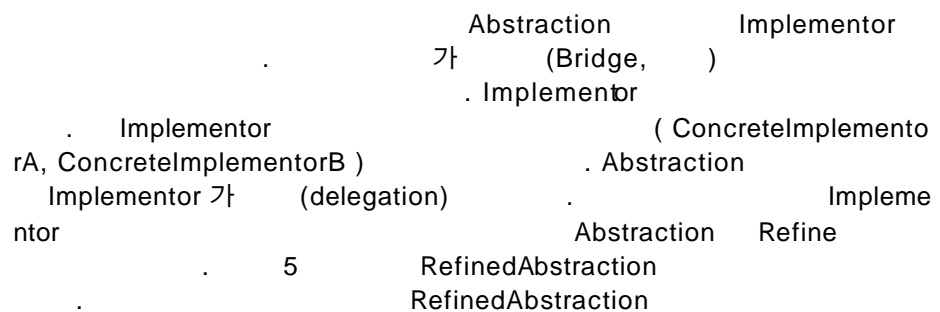 Abstraction Implementor
. 가 (Bridge, )
. Implementor
. Implementor ( ConcreteImplemento
rA, ConcreteImplementorB ) . Abstraction
Implementor 가 (delegation) . Impleme
ntor Abstraction Refine
. 5 RefinedAbstraction
. RefinedAbstraction